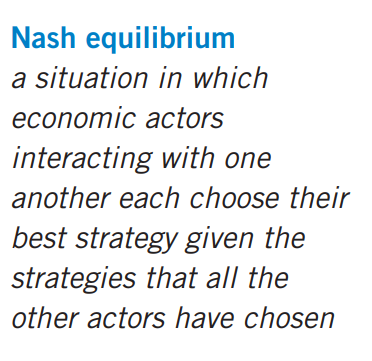 Nash equilibrium
a situation in which
economic actors
interacting with one
another each choose their
best strategy given the
strategies that all the
other actors have chosen